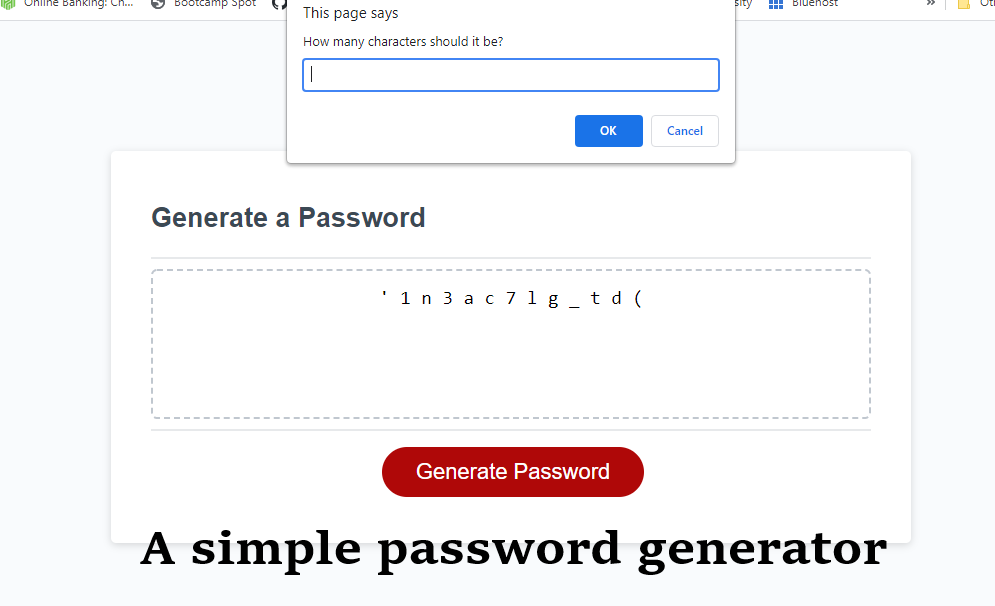 Online Banking: Ch... Bootcamp Spot sity Bluehost » Ot
This page says
How many characters should it be?
OK Cancel
Generate a Password
' 1 n 3 a c 7 l g _ t d (
Generate Password
A simple password generator